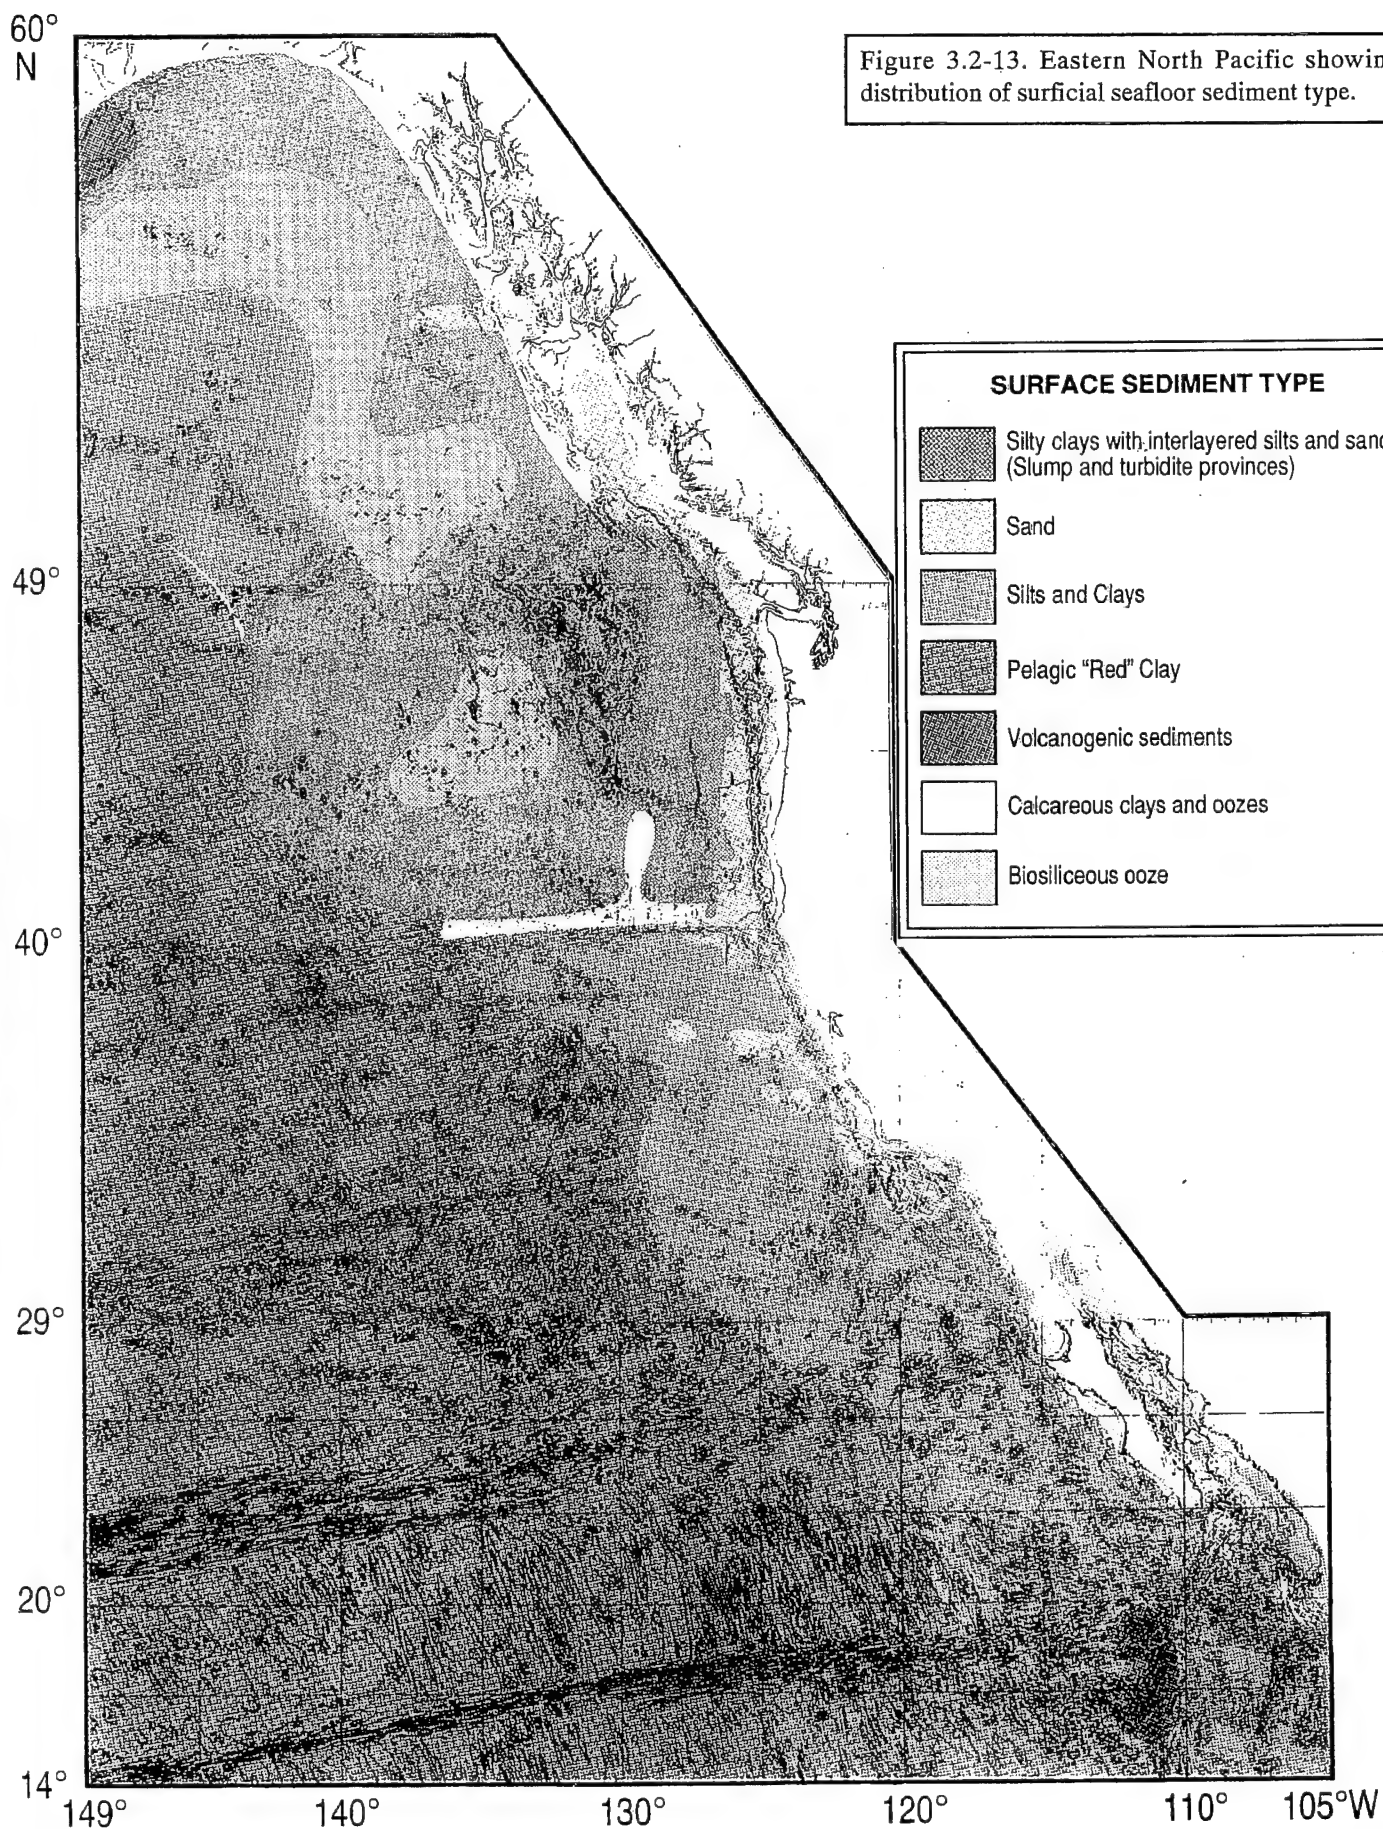 60°
N
Figure 3.2-13. Eastern North Pacific showin
distribution of surficial seafloor sediment type.
SURFACE SEDIMENT TYPE
Silty clays with interlayered silts and sand
(Slump and turbidite provinces)
Sand
Silts and Clays
Pelagic “Red” Clay
Volcanogenic sediments
Calcareous clays and oozes
Biosiliceous ooze
49°
40°
29°
20°
14°
149° 140° 130° 120° 110° 105°W